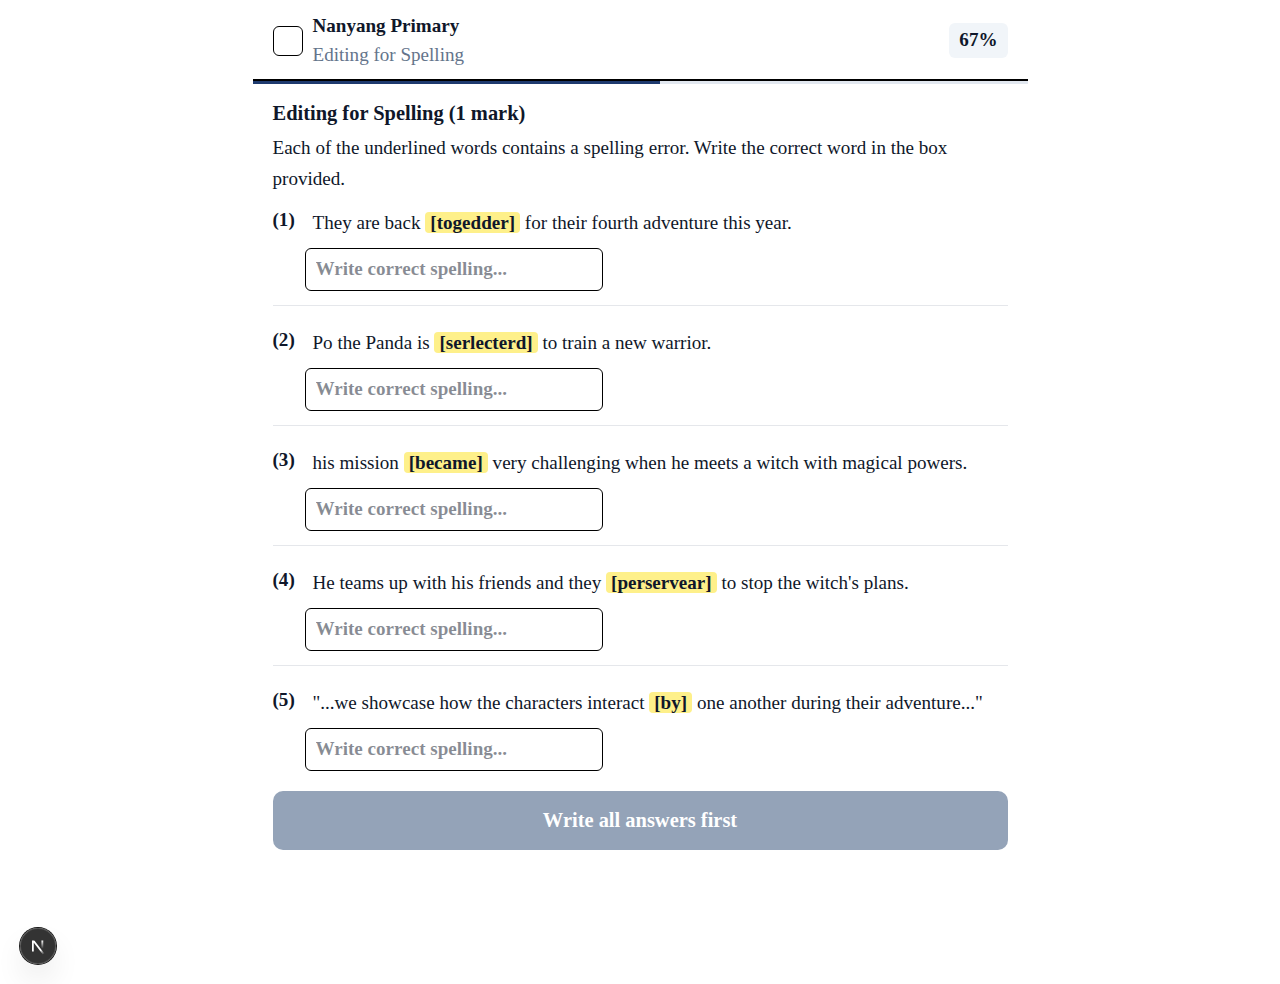 Nanyang Primary
Editing for Spelling
67%
Editing for Spelling (1 mark)
Each of the underlined words contains a spelling error. Write the correct word in the box
provided.
(1) They are back [togedder] for their fourth adventure this year.
Write correct spelling...
(2) Po the Panda is [serlecterd] to train a new warrior.
Write correct spelling...
(3) his mission [became] very challenging when he meets a witch with magical powers.
Write correct spelling...
(4) He teams up with his friends and they [perservear] to stop the witch's plans.
Write correct spelling...
(5) "...we showcase how the characters interact [by] one another during their adventure..."
Write correct spelling...
Write all answers first
N